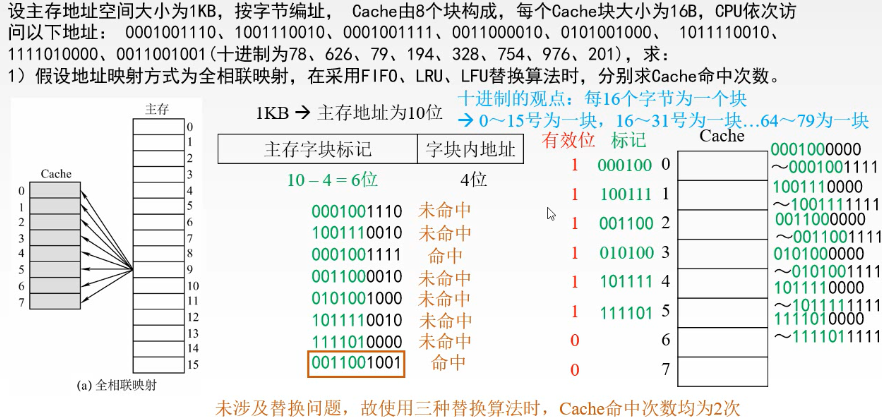 设主存地址空间大小为1KB，按字节编址， Cache由8个块构成，每个Cache块大小为16B，CPU依次访
问以下地址： 0001001110、1001110010、0001001111、0011000010、0101001000、 1011110010、
1111010000、0011001001(十进制为78、626、79、194、328、754、976、201)，求：
1）假设地址映射方式为全相联映射，在采用FIFO、LRU、LFU替换算法时，分别求Cache命中次数。
十进制的观点：每16个字节为一个块
→ 0～15号为一块，16～31号为一块…64～79为一块
1KB → 主存地址为10位
主存字块标记 字块内地址
10 – 4 = 6位 4位
0001001110 未命中
1001110010 未命中
0001001111 命中
0011000010 未命中
0101001000 未命中
1011110010 未命中
1111010000 未命中
0011001001 命中
主存
0
1
2
3
4
5
6
7
8
9
10
11
12
13
14
15
Cache
0
1
2
3
4
5
6
7
(a) 全相联映射
有效位 标记 Cache
1 000100 0
1 100111 1
1 001100 2
1 010100 3
1 101111 4
1 111101 5
0 6
0 7
0001000000
～0001001111
1001110000
～1001111111
0011000000
～0011001111
0101000000
～0101001111
1011110000
～1011111111
1111010000
～1111011111
未涉及替换问题，故使用三种替换算法时，Cache命中次数均为2次